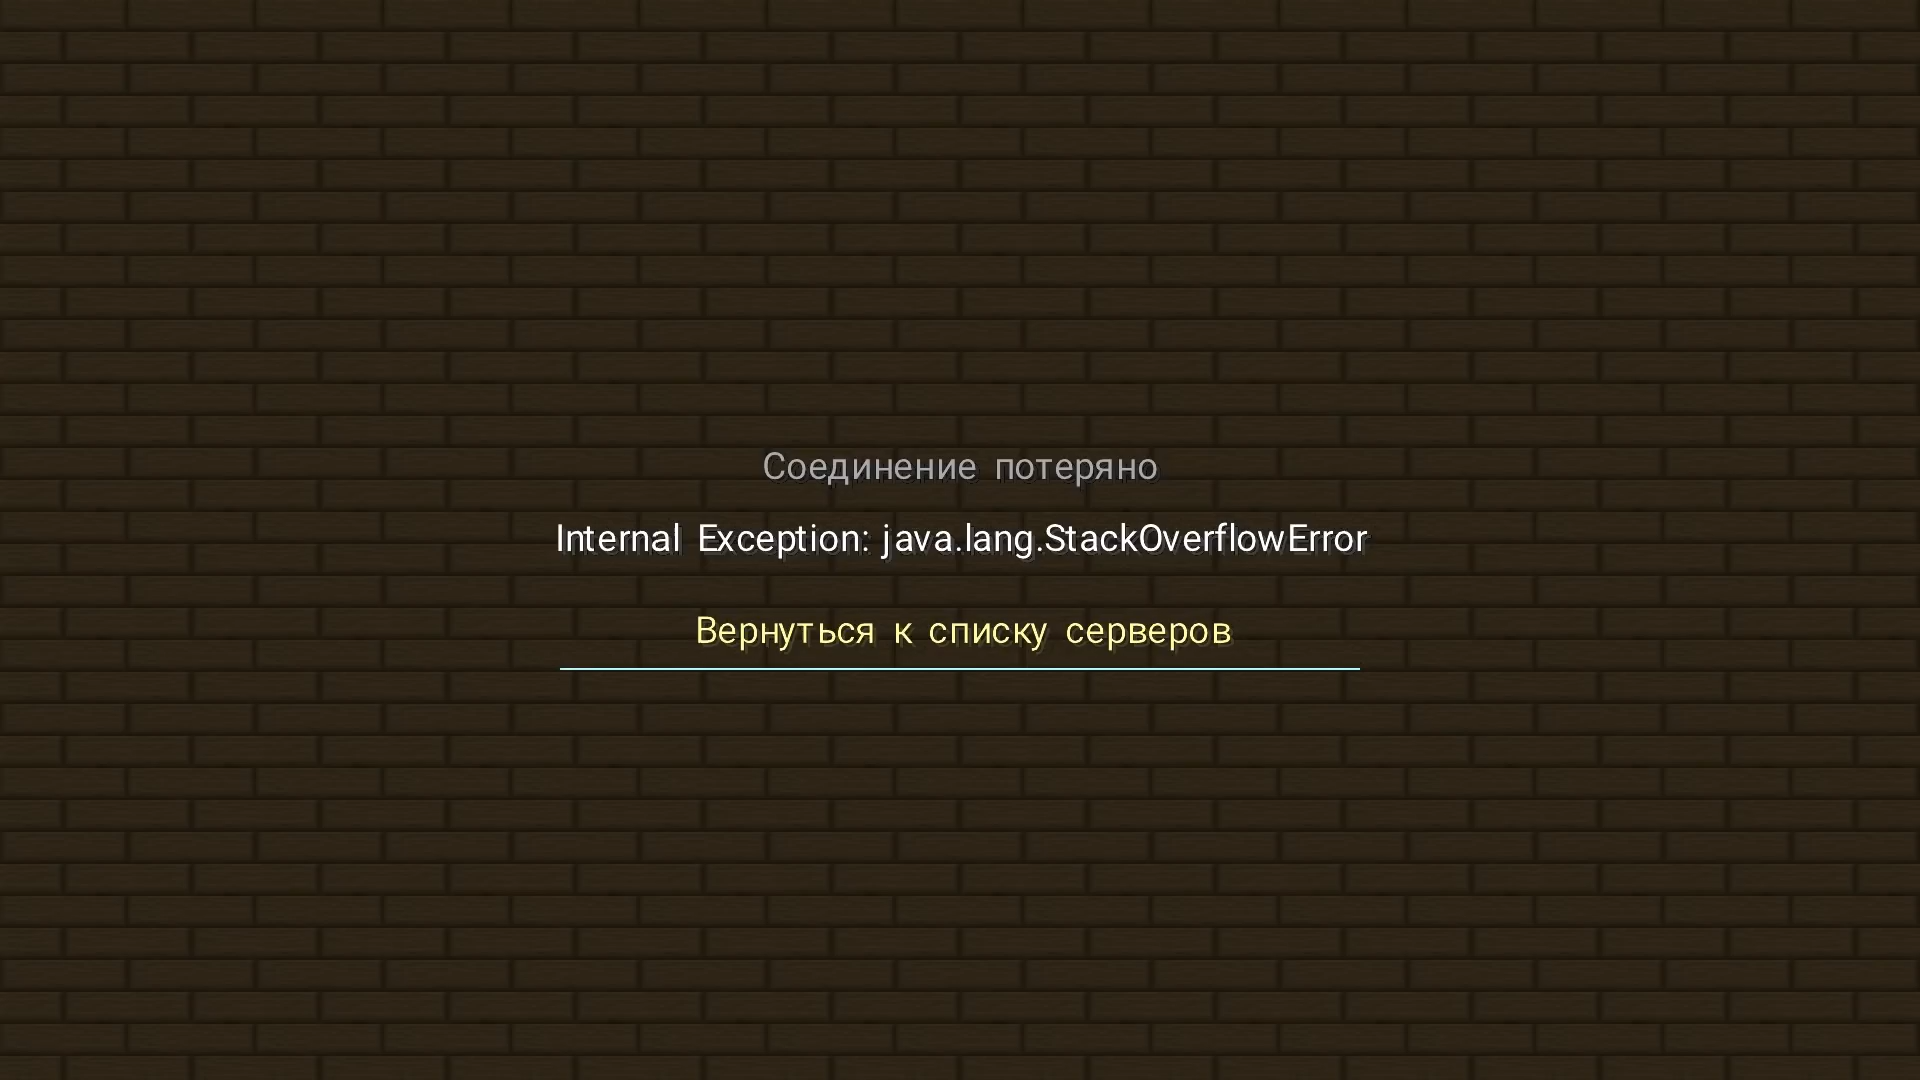 Соединение потеряно
Internal Exception: java.lang.StackOverflowError
Вернуться к списку серверов